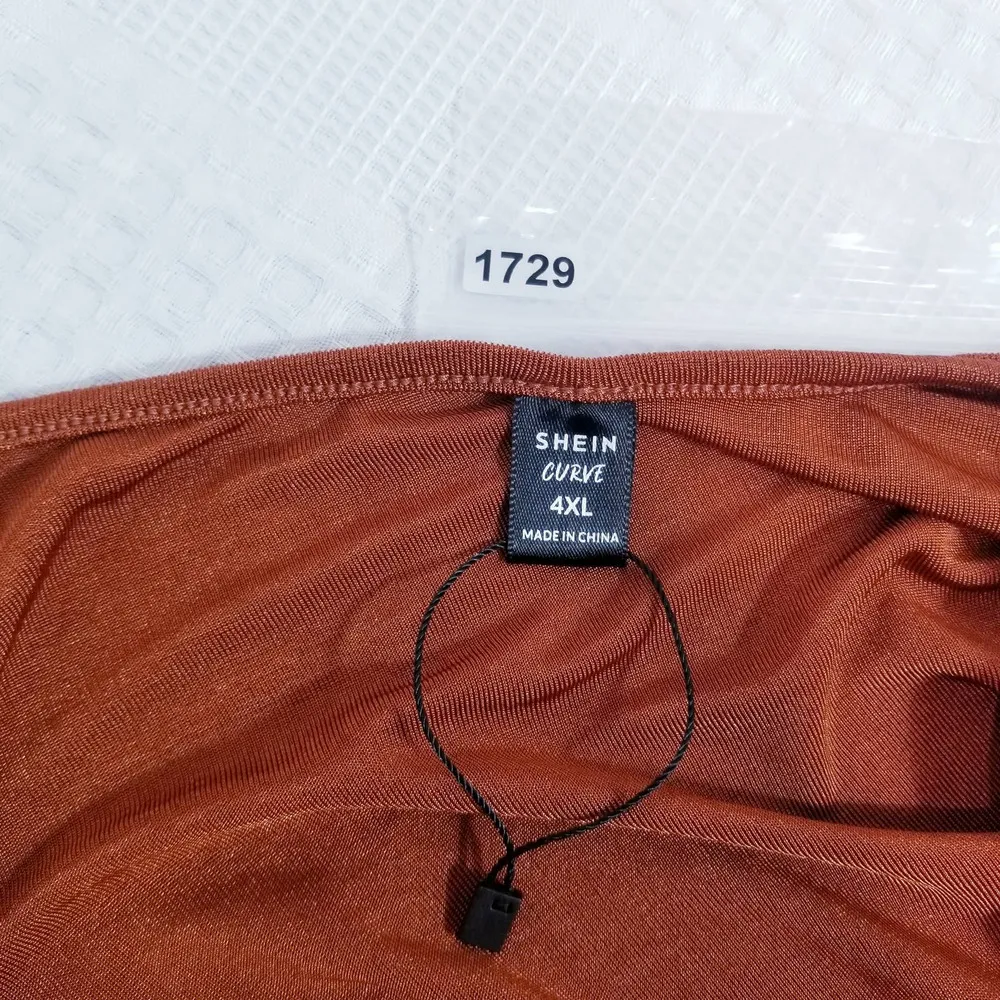 1729
SHEIN
CURVE
4XL
MADE IN CHINA